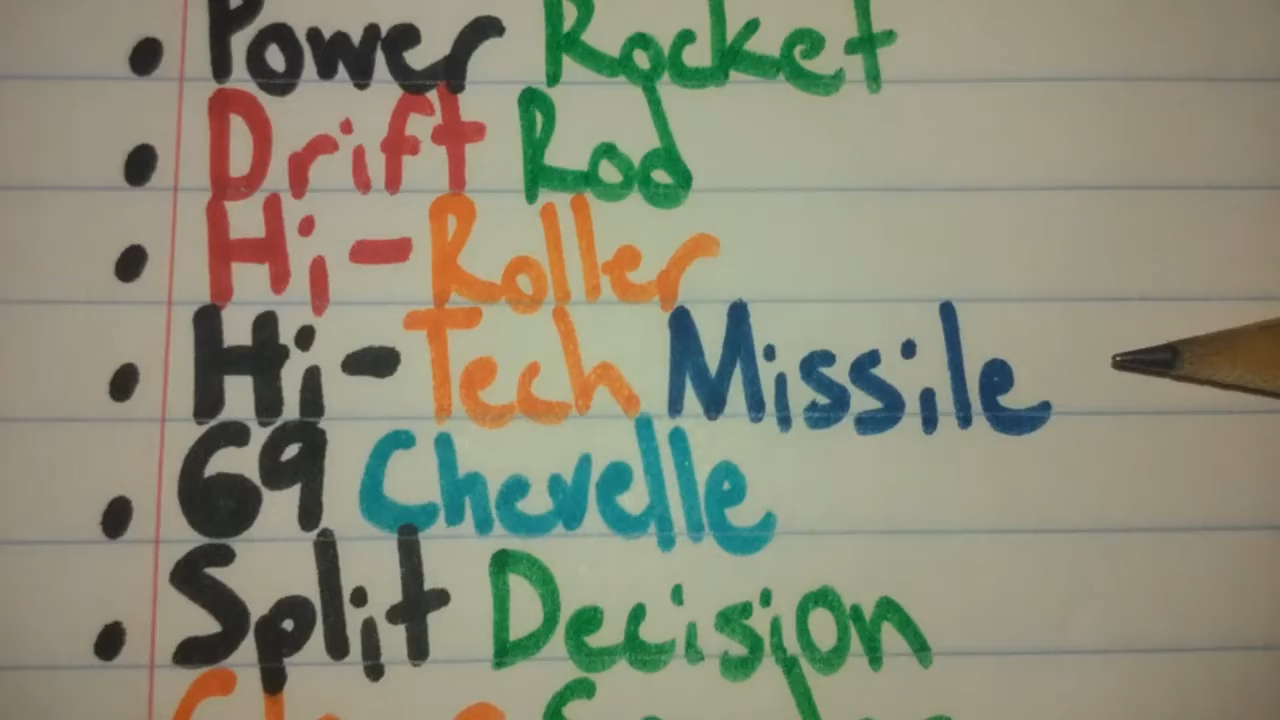 • Power Rocket
• Drift Rod
• Hi-Roller
• Hi-Tech Missile
• 69 Chevelle
• Split Decision